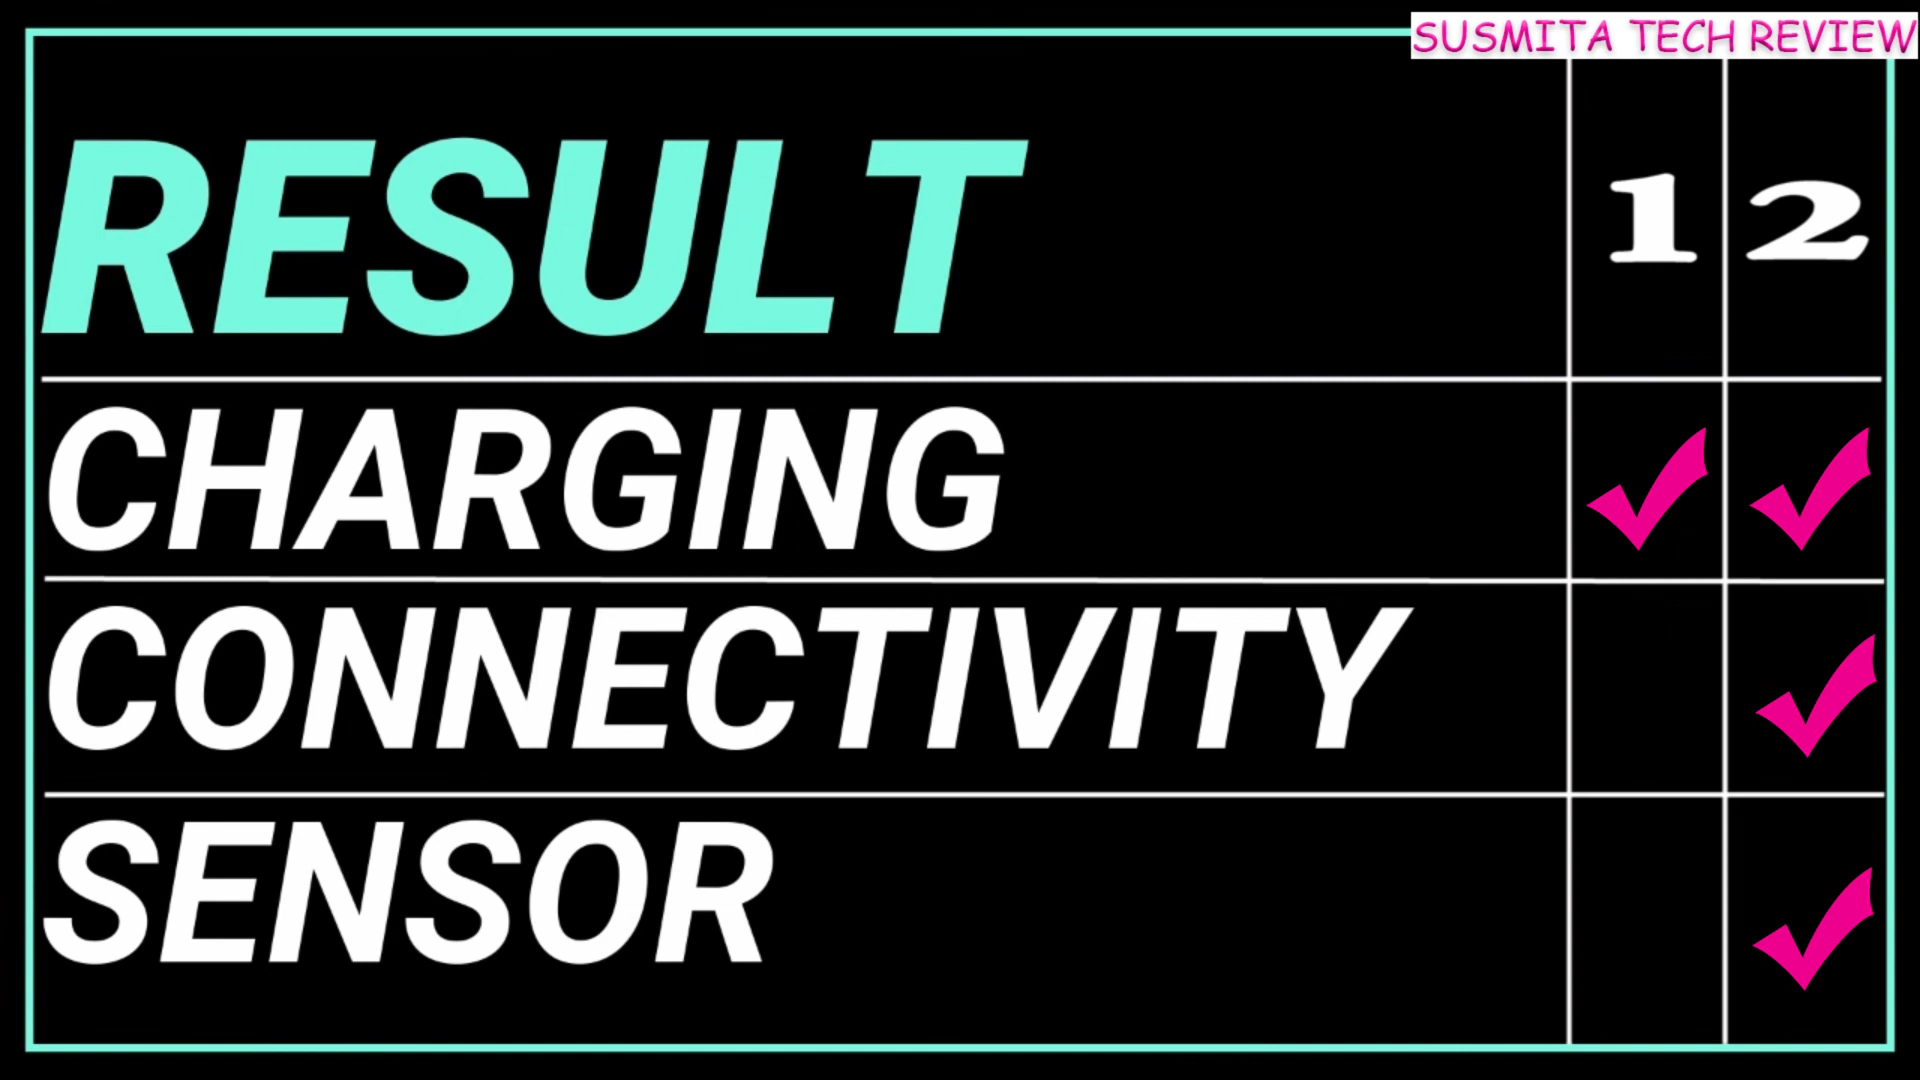 SUSMITA TECH REVIEW
RESULT 1 2
CHARGING ✓ ✓
CONNECTIVITY ✓
SENSOR ✓